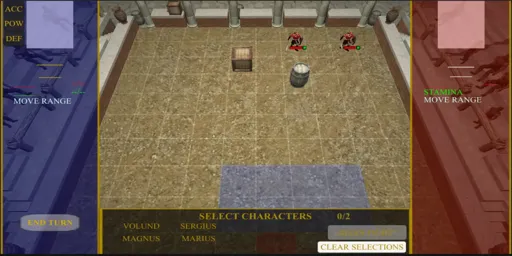 ACC
POW
DEF
MOVE RANGE
STAMINA
MOVE RANGE
END TURN
SELECT CHARACTERS 0/2
VOLUND SERGIUS
MAGNUS MARIUS
CLEAR SELECTIONS